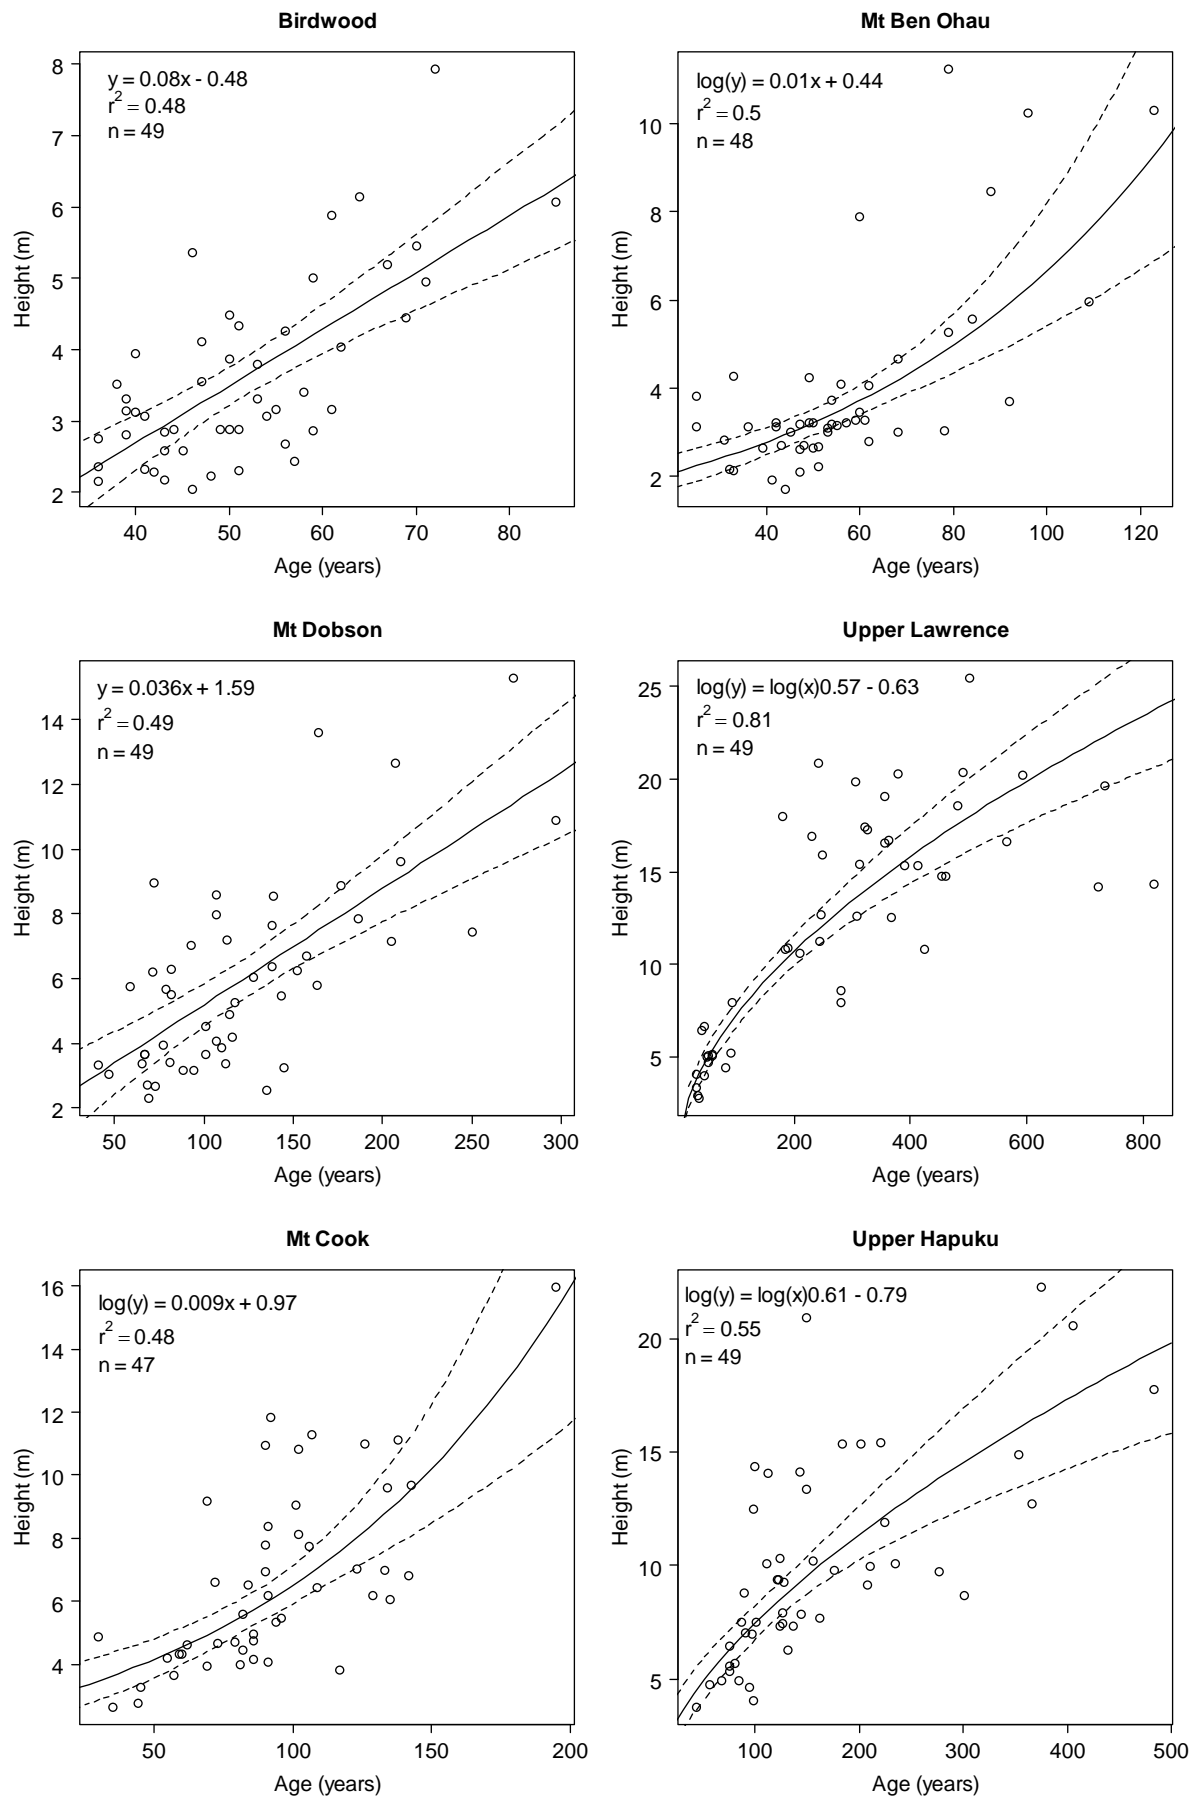 Birdwood
y = 0.08x - 0.48
r² = 0.48
n = 49
8
7
6
5
4
3
2
Height (m)
40 50 60 70 80
Age (years)
Mt Ben Ohau
log(y) = 0.01x + 0.44
r² = 0.5
n = 48
10
8
6
4
2
Height (m)
40 60 80 100 120
Age (years)
Mt Dobson
y = 0.036x + 1.59
r² = 0.49
n = 49
14
12
10
8
6
4
2
Height (m)
50 100 150 200 250 300
Age (years)
Upper Lawrence
log(y) = log(x)0.57 - 0.63
r² = 0.81
n = 49
25
20
15
10
5
Height (m)
200 400 600 800
Age (years)
Mt Cook
log(y) = 0.009x + 0.97
r² = 0.48
n = 47
16
14
12
10
8
6
4
Height (m)
50 100 150 200
Age (years)
Upper Hapuku
log(y) = log(x)0.61 - 0.79
r² = 0.55
n = 49
20
15
10
5
Height (m)
100 200 300 400 500
Age (years)